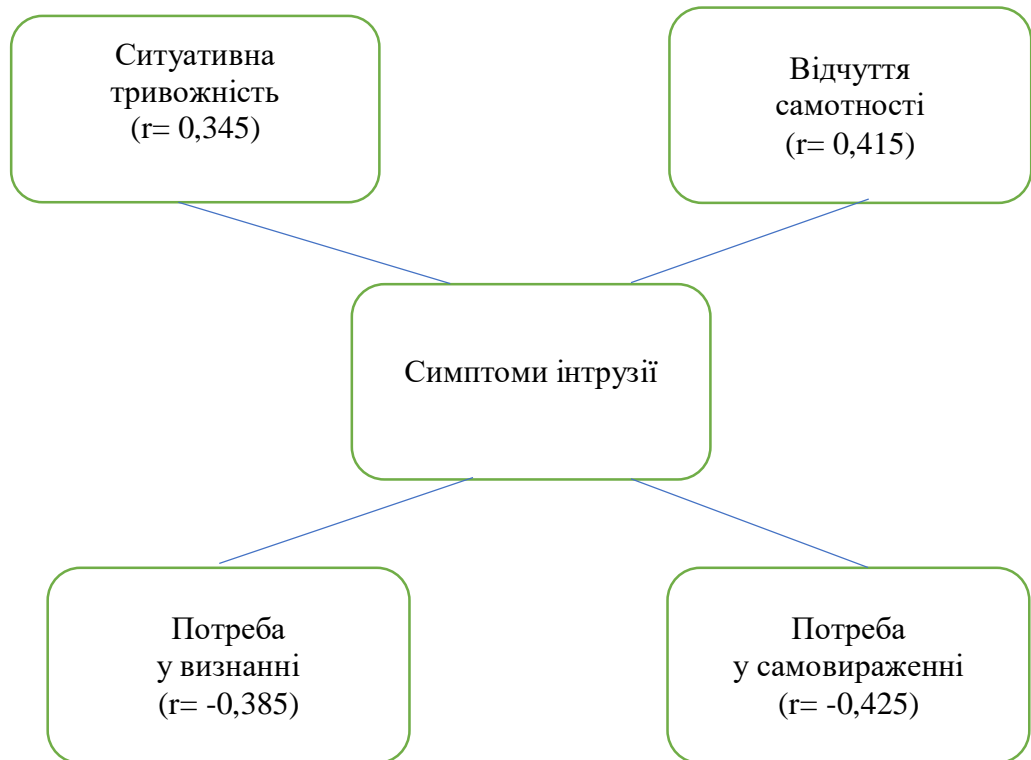 Ситуативна
тривожність
(r= 0,345)
Відчуття
самотності
(r= 0,415)
Симптоми інтрузії
Потреба
у визнанні
(r= -0,385)
Потреба
у самовираженні
(r= -0,425)